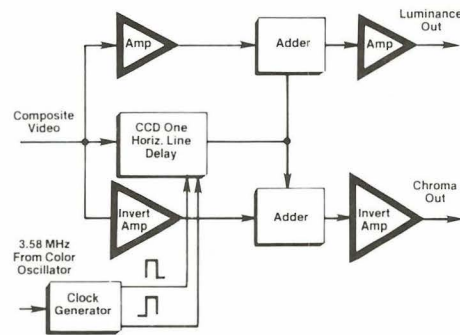 Amp
Adder
Amp
Luminance
Out
Composite
Video
CCD One
Horiz. Line
Delay
Invert
Amp
Adder
Invert
Amp
Chroma
Out
3.58 MHz
From Color
Oscillator
Clock
Generator